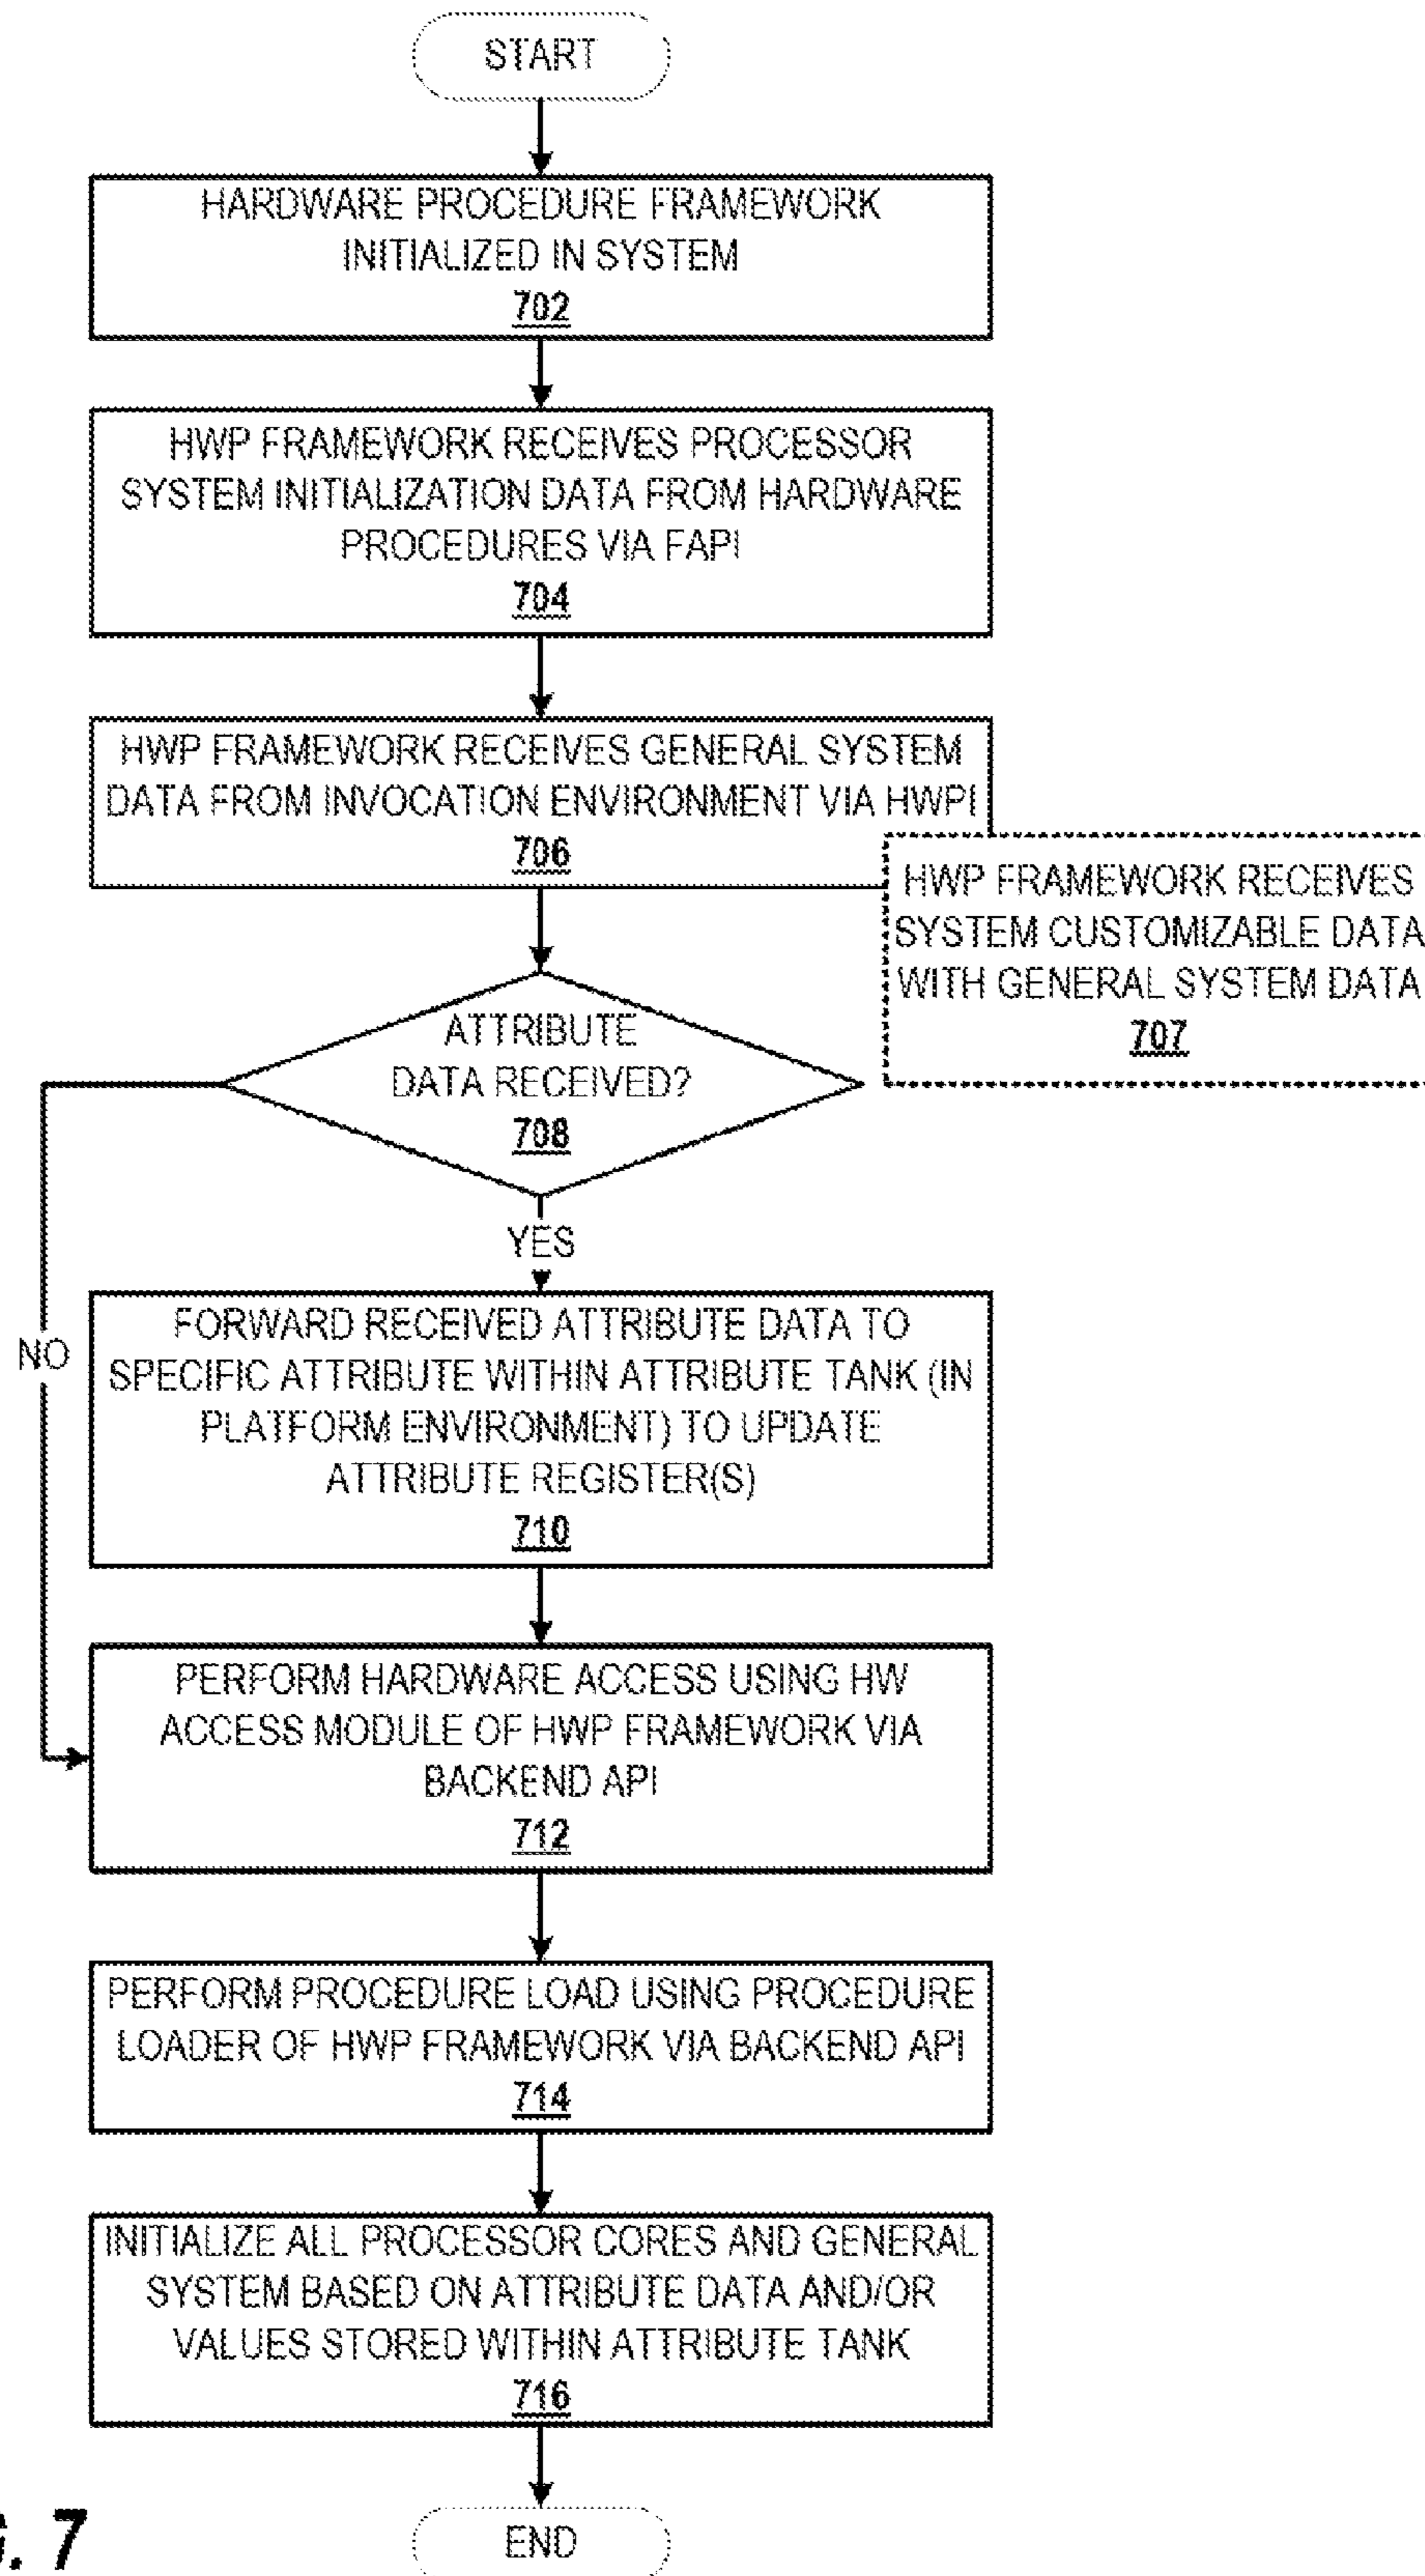 START
HARDWARE PROCEDURE FRAMEWORK
INITIALIZED IN SYSTEM
702
HWP FRAMEWORK RECEIVES PROCESSOR
SYSTEM INITIALIZATION DATA FROM HARDWARE
PROCEDURES VIA FAPI
704
HWP FRAMEWORK RECEIVES GENERAL SYSTEM
DATA FROM INVOCATION ENVIRONMENT VIA HWPI
706
HWP FRAMEWORK RECEIVES
SYSTEM CUSTOMIZABLE DATA
WITH GENERAL SYSTEM DATA
707
ATTRIBUTE
DATA RECEIVED?
708
YES
NO
FORWARD RECEIVED ATTRIBUTE DATA TO
SPECIFIC ATTRIBUTE WITHIN ATTRIBUTE TANK (IN
PLATFORM ENVIRONMENT) TO UPDATE
ATTRIBUTE REGISTER(S)
710
PERFORM HARDWARE ACCESS USING HW
ACCESS MODULE OF HWP FRAMEWORK VIA
BACKEND API
712
PERFORM PROCEDURE LOAD USING PROCEDURE
LOADER OF HWP FRAMEWORK VIA BACKEND API
714
INITIALIZE ALL PROCESSOR CORES AND GENERAL
SYSTEM BASED ON ATTRIBUTE DATA AND/OR
VALUES STORED WITHIN ATTRIBUTE TANK
716
END
. 7